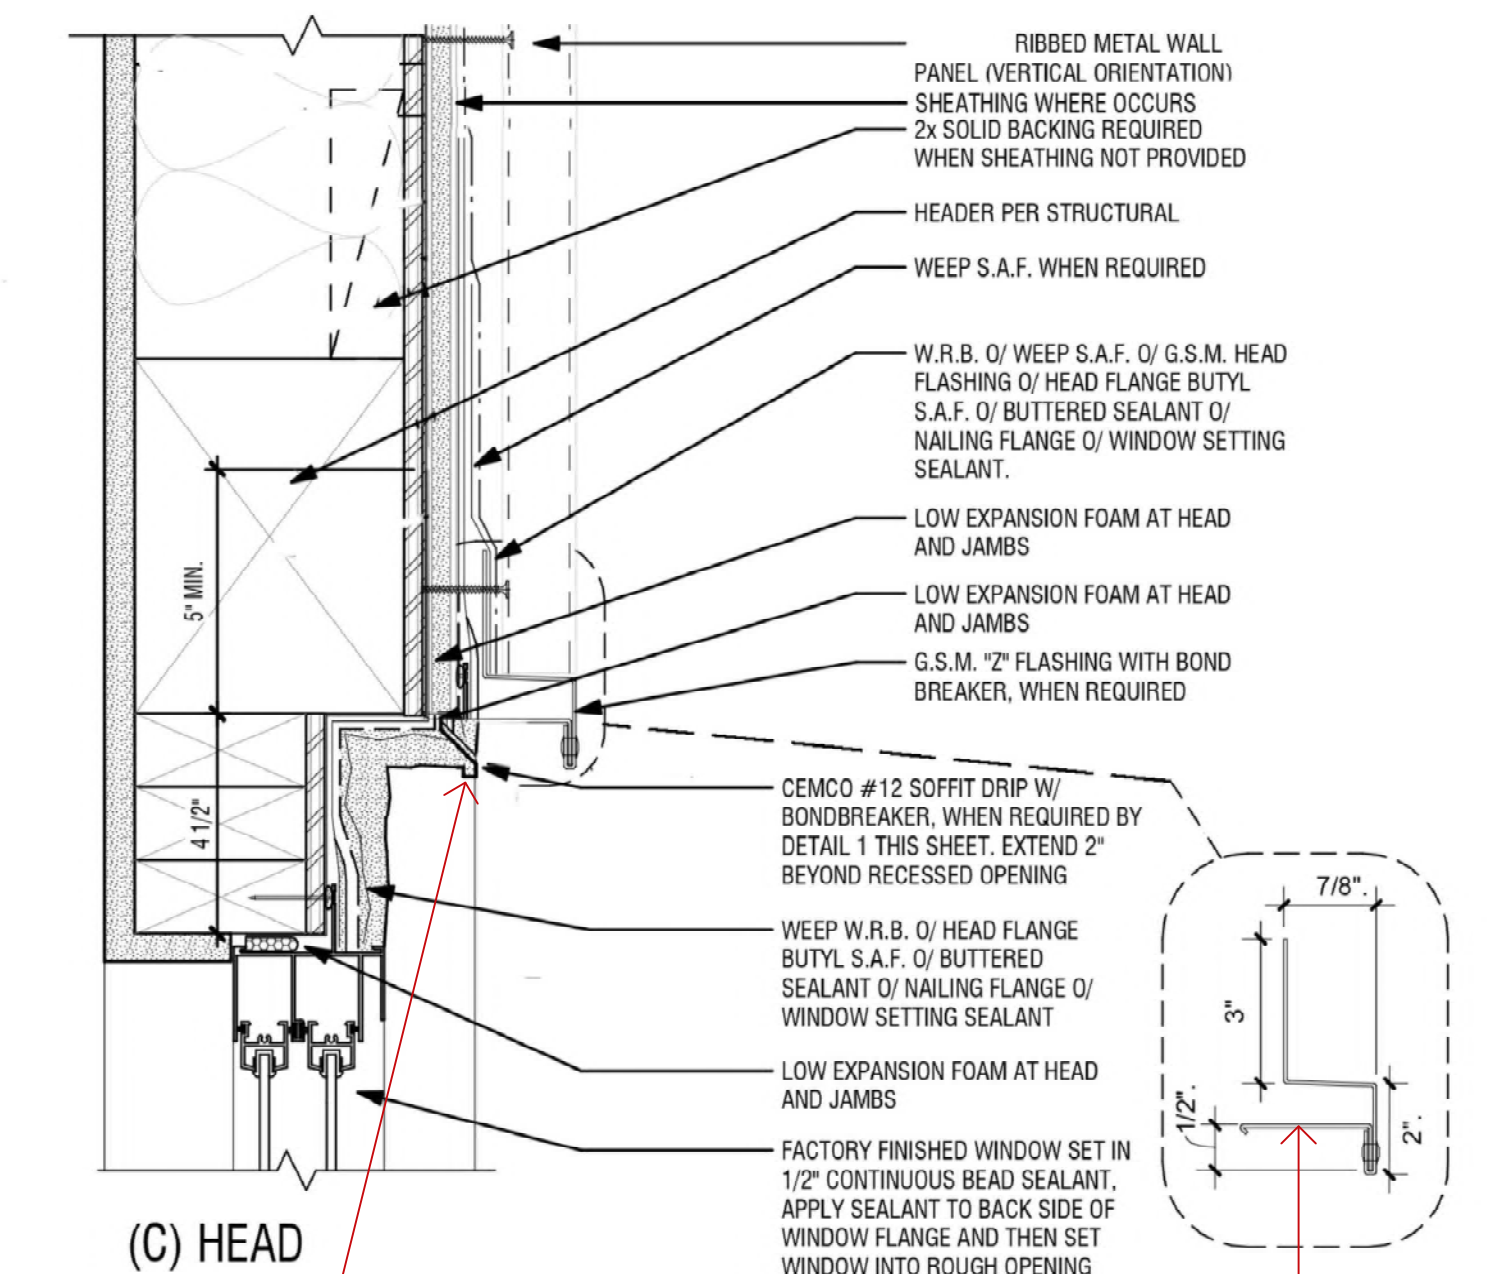 RIBBED METAL WALL
PANEL (VERTICAL ORIENTATION)
SHEATHING WHERE OCCURS
2x SOLID BACKING REQUIRED
WHEN SHEATHING NOT PROVIDED
HEADER PER STRUCTURAL
WEEP S.A.F. WHEN REQUIRED
W.R.B. O/ WEEP S.A.F. O/ G.S.M. HEAD
FLASHING O/ HEAD FLANGE BUTYL
S.A.F. O/ BUTTERED SEALANT O/
NAILING FLANGE O/ WINDOW SETTING
SEALANT.
LOW EXPANSION FOAM AT HEAD
AND JAMBS
LOW EXPANSION FOAM AT HEAD
AND JAMBS
G.S.M. "Z" FLASHING WITH BOND
BREAKER, WHEN REQUIRED
CEMCO #12 SOFFIT DRIP W/
BONDBREAKER, WHEN REQUIRED BY
DETAIL 1 THIS SHEET. EXTEND 2"
BEYOND RECESSED OPENING
WEEP W.R.B. O/ HEAD FLANGE
BUTYL S.A.F. O/ BUTTERED
SEALANT O/ NAILING FLANGE O/
WINDOW SETTING SEALANT
LOW EXPANSION FOAM AT HEAD
AND JAMBS
FACTORY FINISHED WINDOW SET IN
1/2" CONTINUOUS BEAD SEALANT.
APPLY SEALANT TO BACK SIDE OF
WINDOW FLANGE AND THEN SET
WINDOW INTO ROUGH OPENING
5" MIN.
4 1/2"
7/8".
3"
1/2".
2".
(C) HEAD